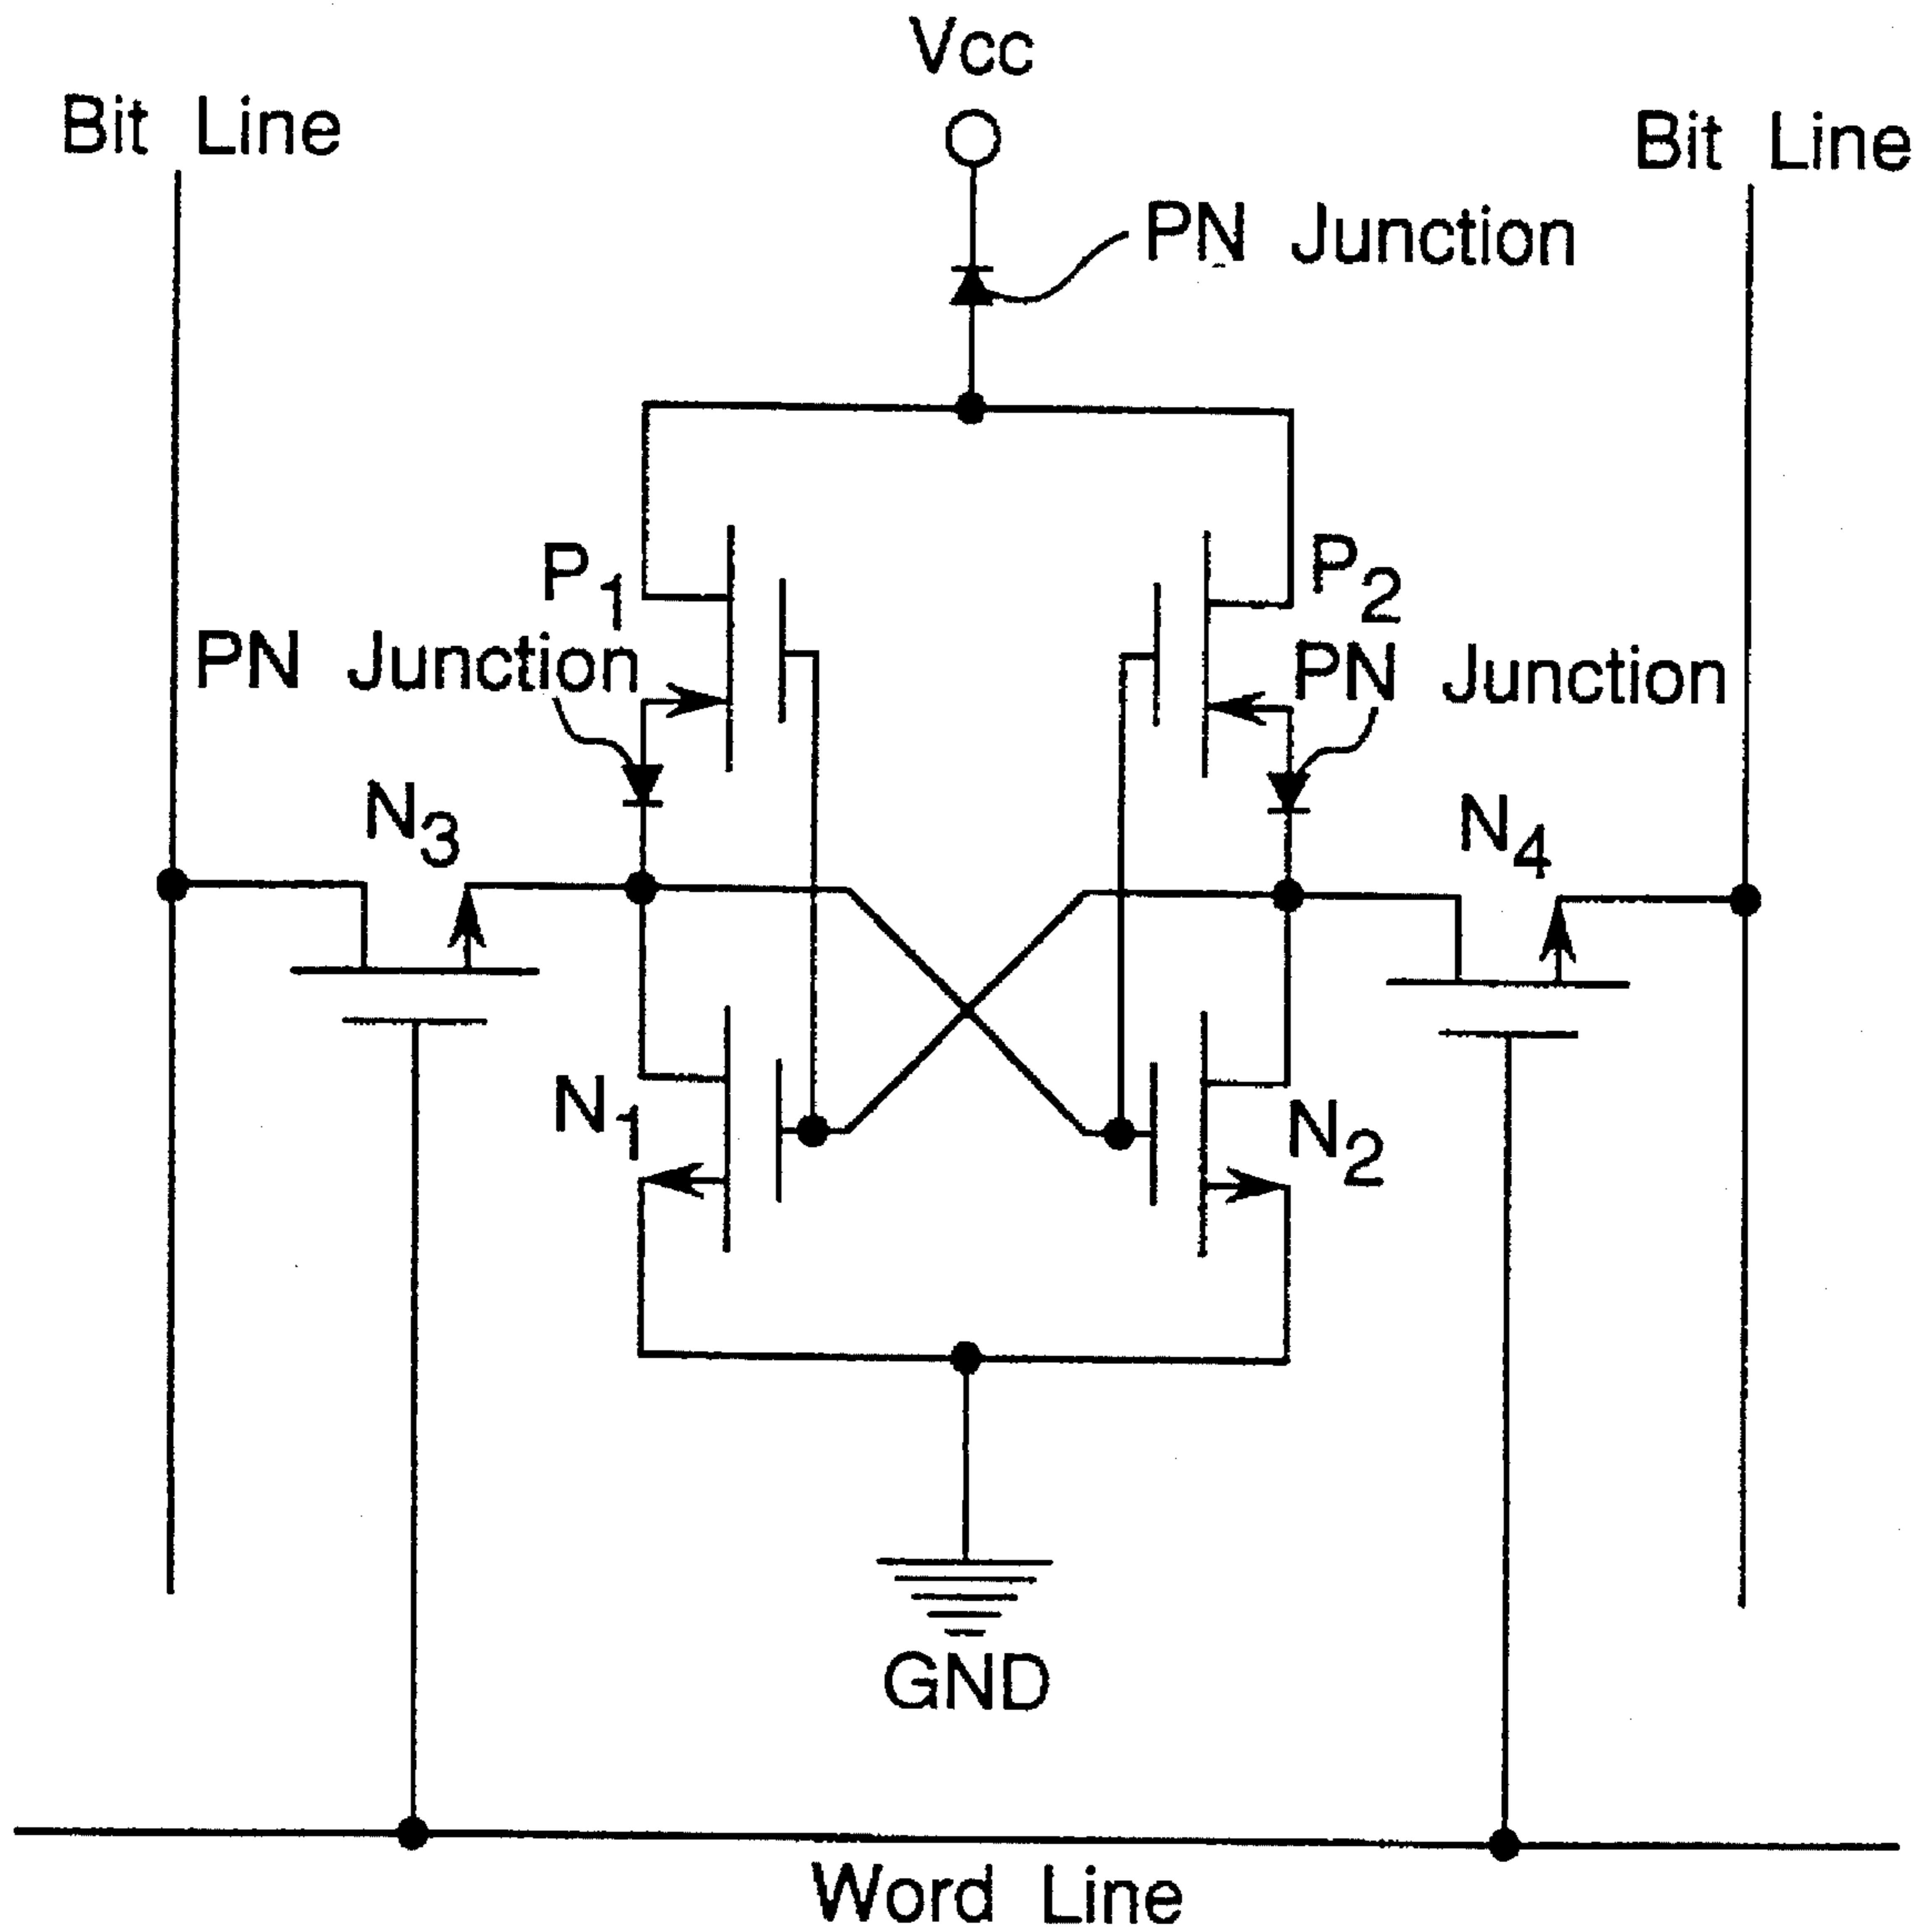 Vcc
Bit Line
Bit Line
PN Junction
P1
P2
PN Junction
PN Junction
N3
N4
N1
N2
GND
Word Line